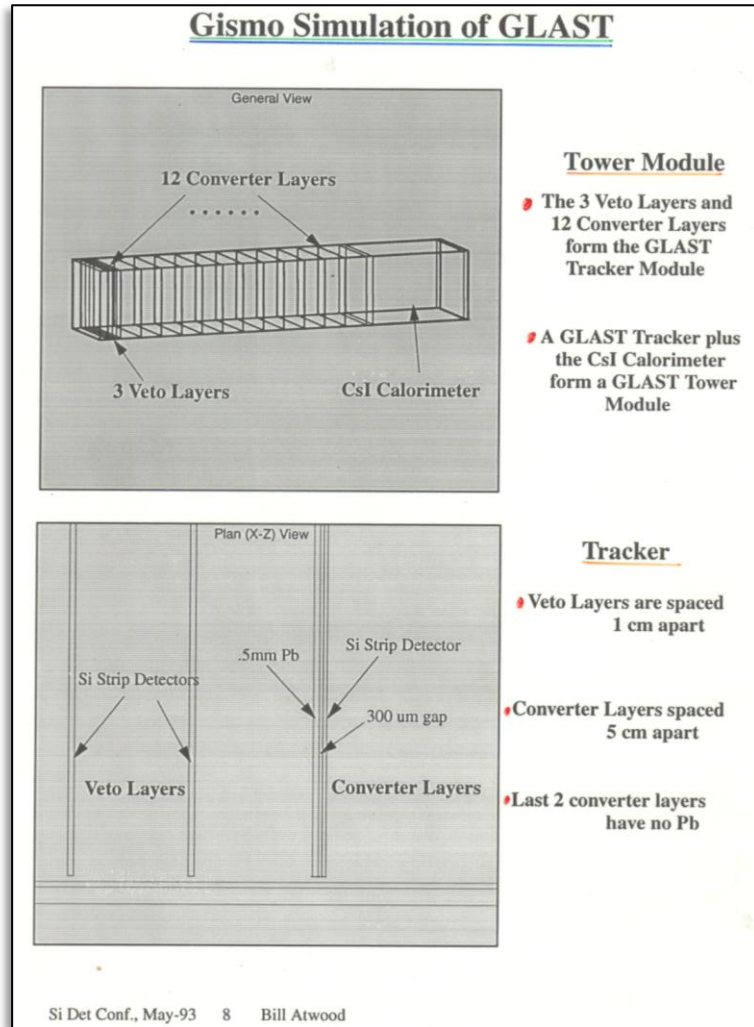 Gismo Simulation of GLAST
General View
12 Converter Layers
. . . . . .
3 Veto Layers
CsI Calorimeter
Tower Module
The 3 Veto Layers and
12 Converter Layers
form the GLAST
Tracker Module
A GLAST Tracker plus
the CsI Calorimeter
form a GLAST Tower
Module
Plan (X-Z) View
.5mm Pb
Si Strip Detector
Si Strip Detectors
300 um gap
Veto Layers
Converter Layers
Tracker
Veto Layers are spaced
1 cm apart
Converter Layers spaced
5 cm apart
Last 2 converter layers
have no Pb
Si Det Conf., May-93 8 Bill Atwood